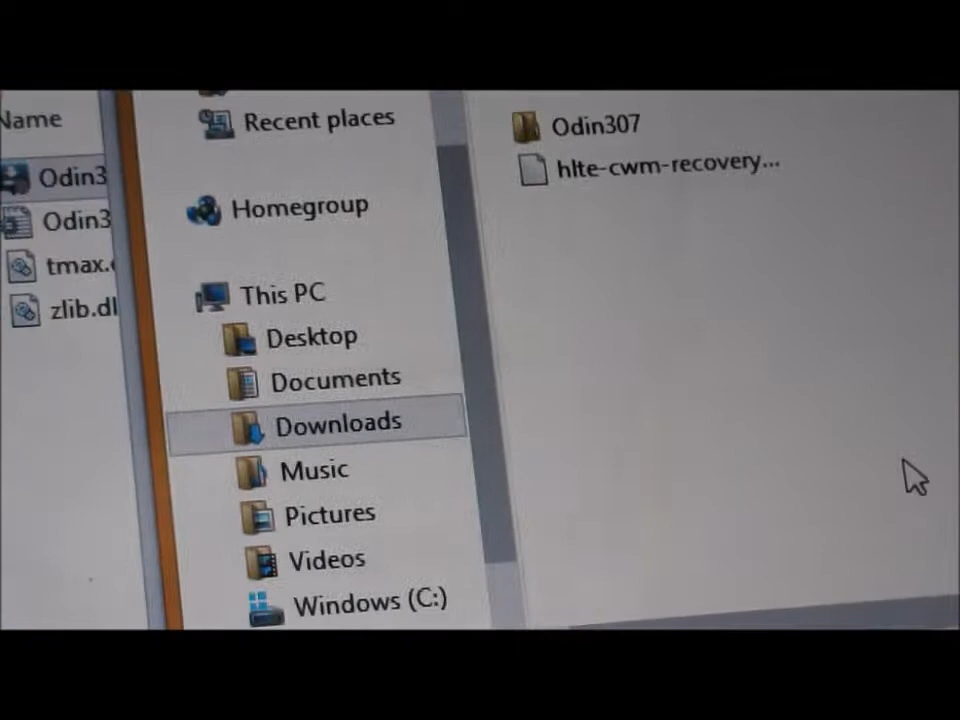 Name
Odin3
Odin3
tmax.
zlib.dl
Recent places
Homegroup
This PC
Desktop
Documents
Downloads
Music
Pictures
Videos
Windows (C:)
Odin307
hlte-cwm-recovery...